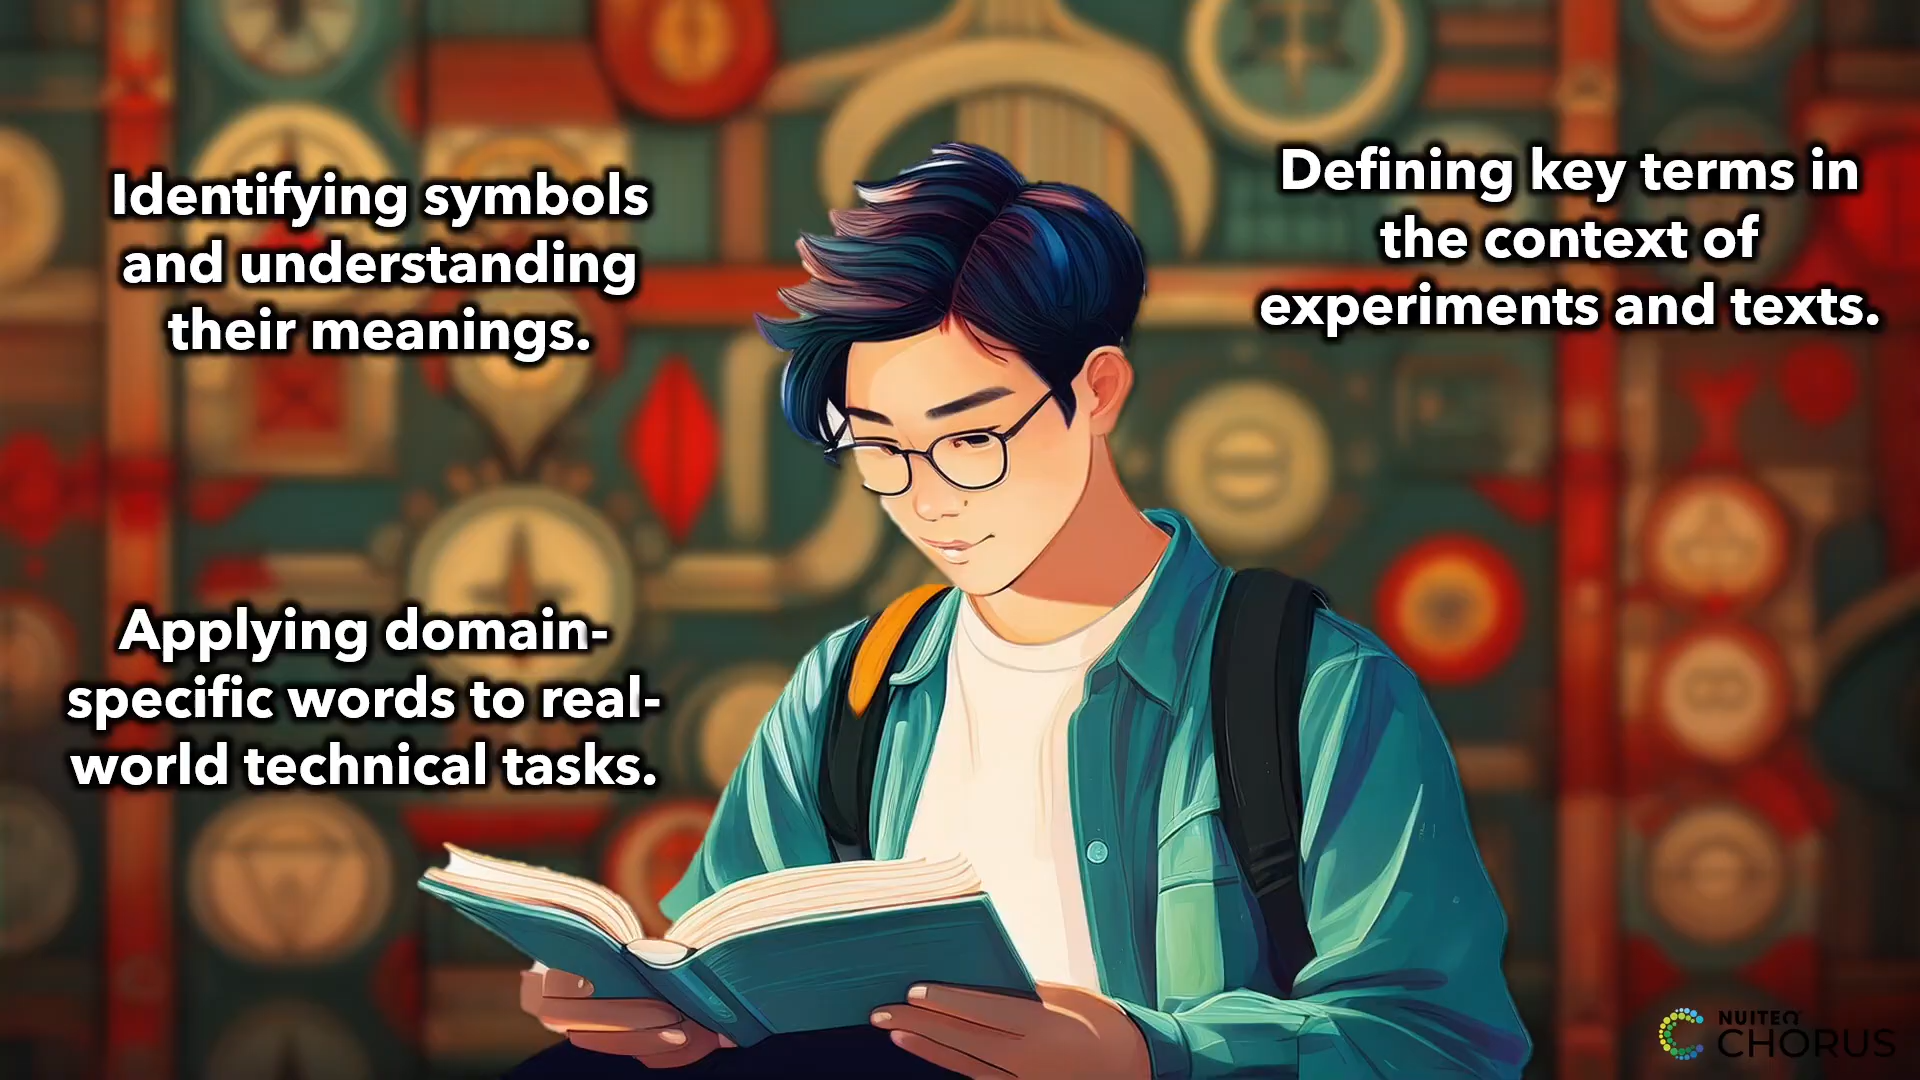 Identifying symbols
and understanding
their meanings.
Defining key terms in
the context of
experiments and texts.
Applying domain-
specific words to real-
world technical tasks.
NUITEQ
CHORUS